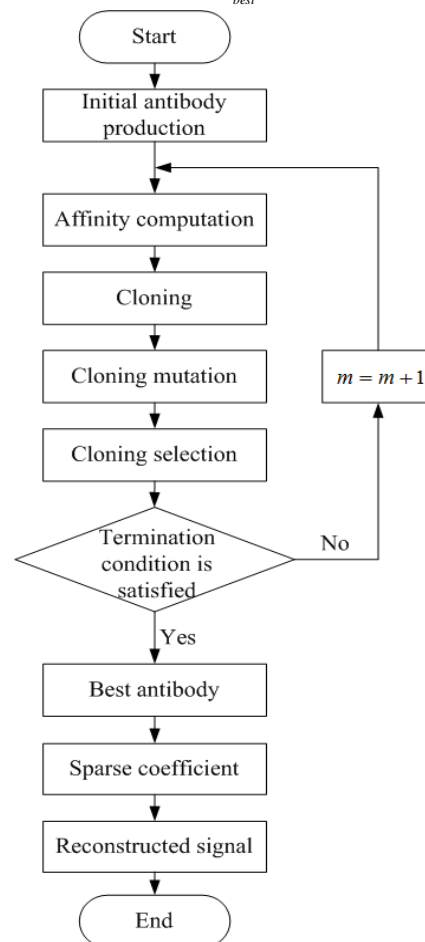 best
Start
Initial antibody
production
Affinity computation
Cloning
Cloning mutation
m = m + 1
Cloning selection
Termination
condition is
satisfied
No
Yes
Best antibody
Sparse coefficient
Reconstructed signal
End